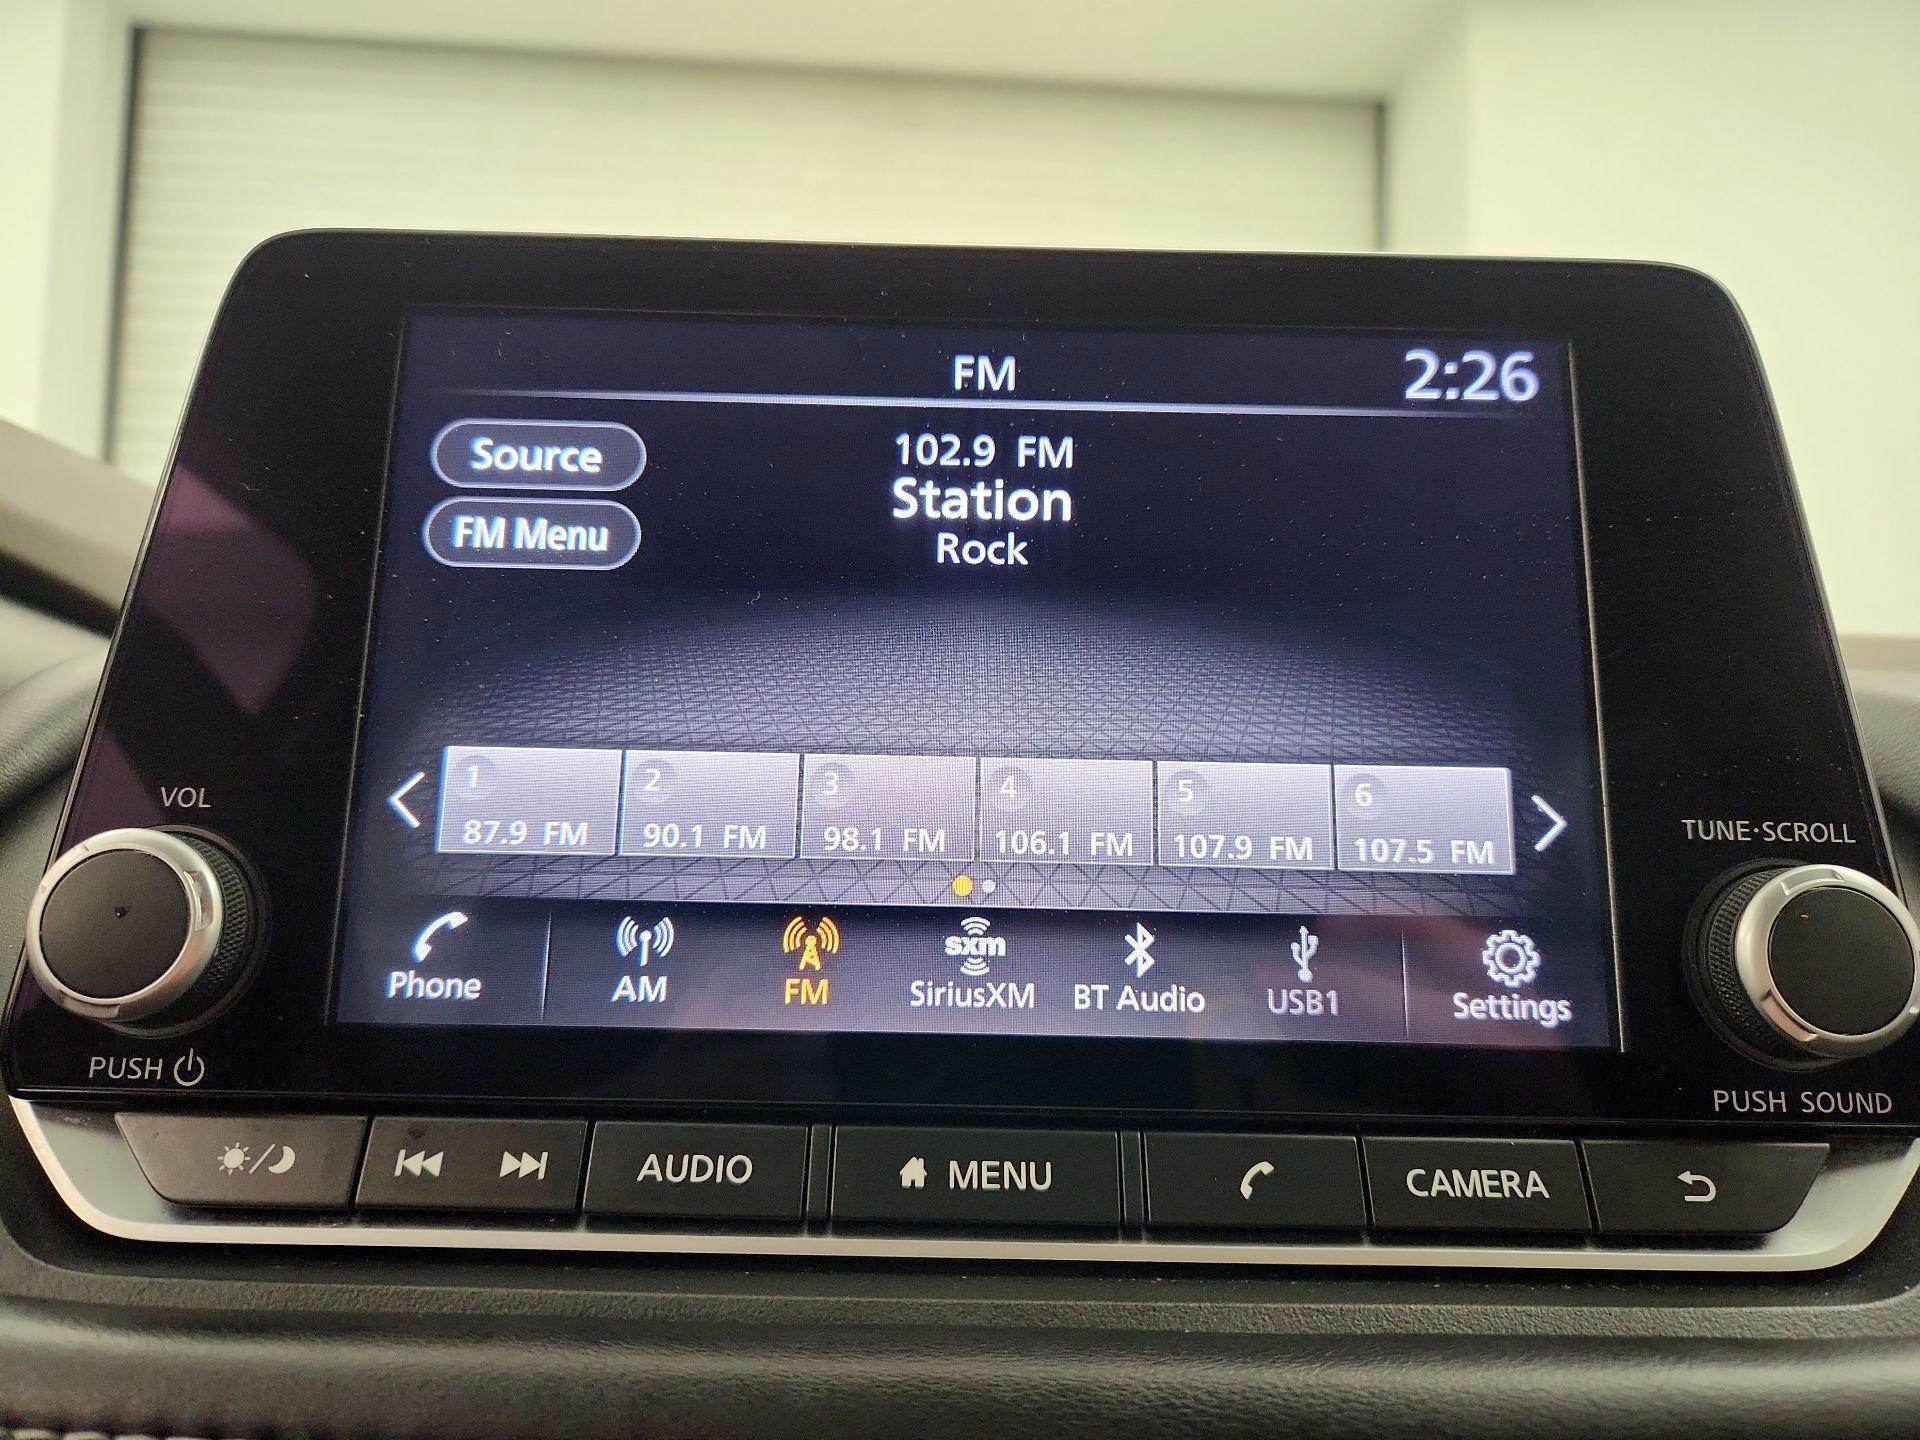 FM
2:26
Source
102.9 FM
Station
FM Menu
Rock
1 2 3 4 5 6
87.9 FM 90.1 FM 98.1 FM 106.1 FM 107.9 FM 107.5 FM
VOL
TUNE·SCROLL
sxm
Phone AM FM SiriusXM BT Audio USB1 Settings
PUSH
PUSH SOUND
AUDIO MENU CAMERA